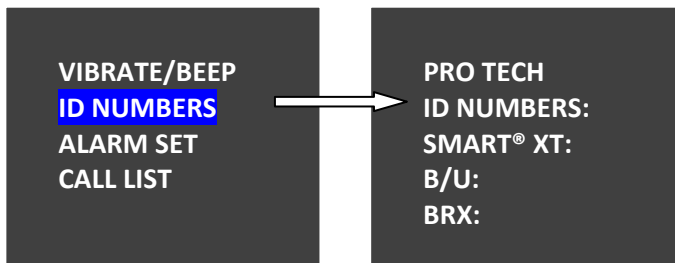 VIBRATE/BEEP
ID NUMBERS
ALARM SET
CALL LIST
PRO TECH
ID NUMBERS:
SMART® XT:
B/U:
BRX: